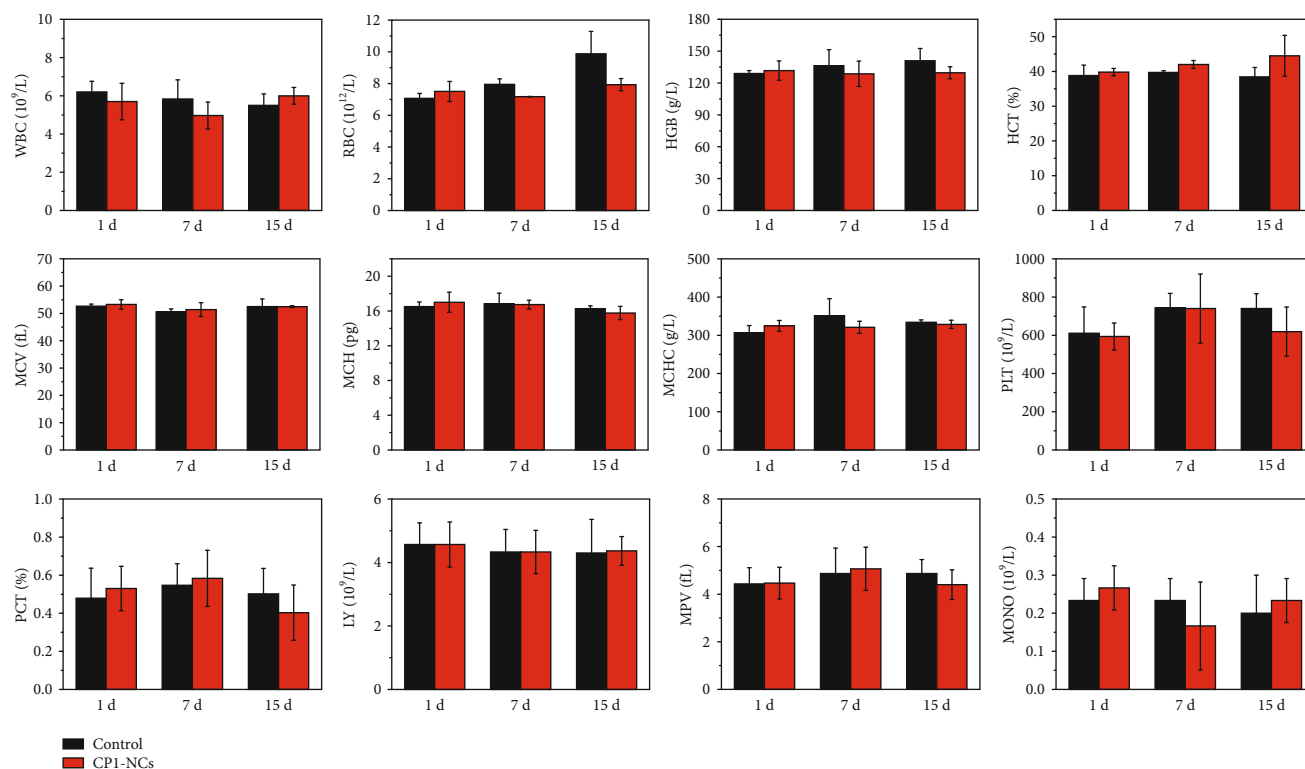 WBC (10⁹/L)
10
8
6
4
2
0
1 d 7 d 15 d
RBC (10¹²/L)
14
12
10
8
6
4
2
0
1 d 7 d 15 d
HGB (g/L)
180
150
120
90
60
30
0
1 d 7 d 15 d
HCT (%)
50
40
30
20
10
0
1 d 7 d 15 d
MCV (fL)
70
60
50
40
30
20
10
0
1 d 7 d 15 d
MCH (pg)
20
16
12
8
4
0
1 d 7 d 15 d
MCHC (g/L)
500
400
300
200
100
0
1 d 7 d 15 d
PLT (10⁹/L)
1000
800
600
400
200
0
1 d 7 d 15 d
PCT (%)
1.0
0.8
0.6
0.4
0.2
0.0
1 d 7 d 15 d
LY (10⁹/L)
6
4
2
0
1 d 7 d 15 d
MPV (fL)
8
6
4
2
0
1 d 7 d 15 d
MONO (10⁹/L)
0.5
0.4
0.3
0.2
0.1
0.0
1 d 7 d 15 d
Control
CP1-NCs